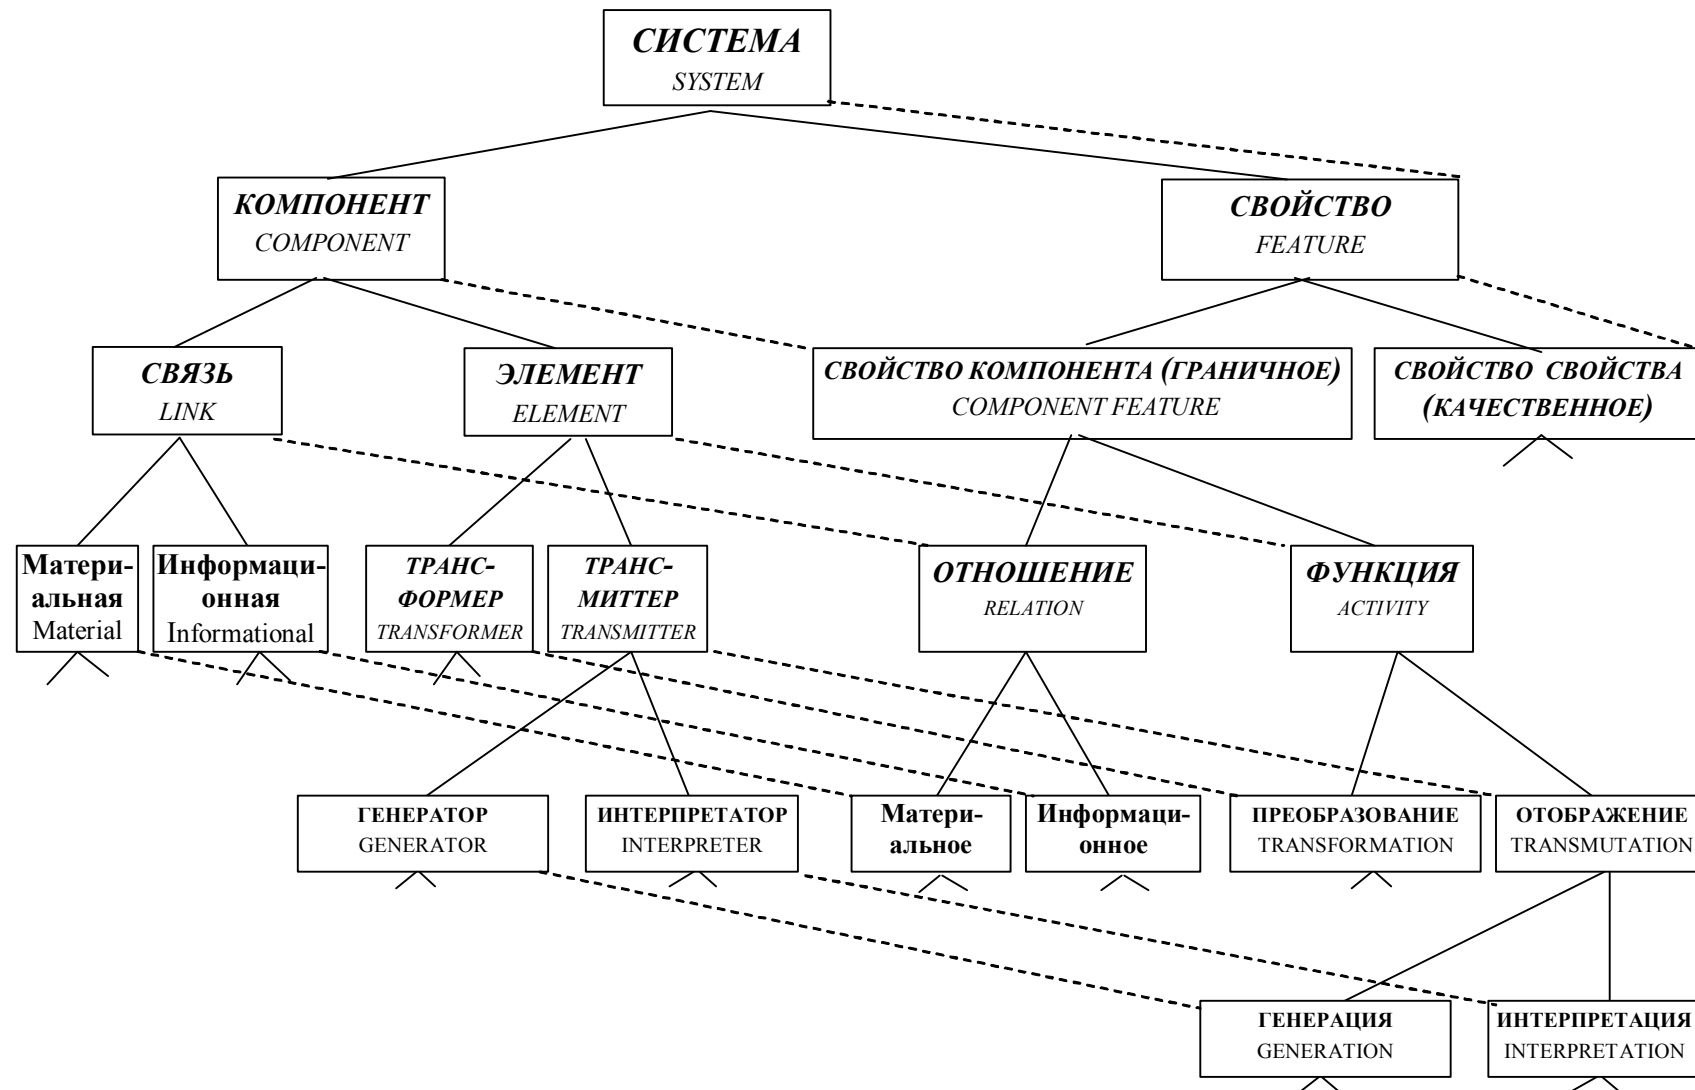 СИСТЕМА
SYSTEM
КОМПОНЕНТ
COMPONENT
СВОЙСТВО
FEATURE
СВЯЗЬ
LINK
ЭЛЕМЕНТ
ELEMENT
СВОЙСТВО КОМПОНЕНТА (ГРАНИЧНОЕ)
COMPONENT FEATURE
СВОЙСТВО СВОЙСТВА
(КАЧЕСТВЕННОЕ)
Матери-
альная
Material
Информаци-
онная
Informational
ТРАНС-
ФОРМЕР
TRANSFORMER
ТРАНС-
МИТТЕР
TRANSMITTER
ОТНОШЕНИЕ
RELATION
ФУНКЦИЯ
ACTIVITY
ГЕНЕРАТОР
GENERATOR
ИНТЕРПРЕТАТОР
INTERPRETER
Матери-
альное
Информаци-
онное
ПРЕОБРАЗОВАНИЕ
TRANSFORMATION
ОТОБРАЖЕНИЕ
TRANSMUTATION
ГЕНЕРАЦИЯ
GENERATION
ИНТЕРПРЕТАЦИЯ
INTERPRETATION